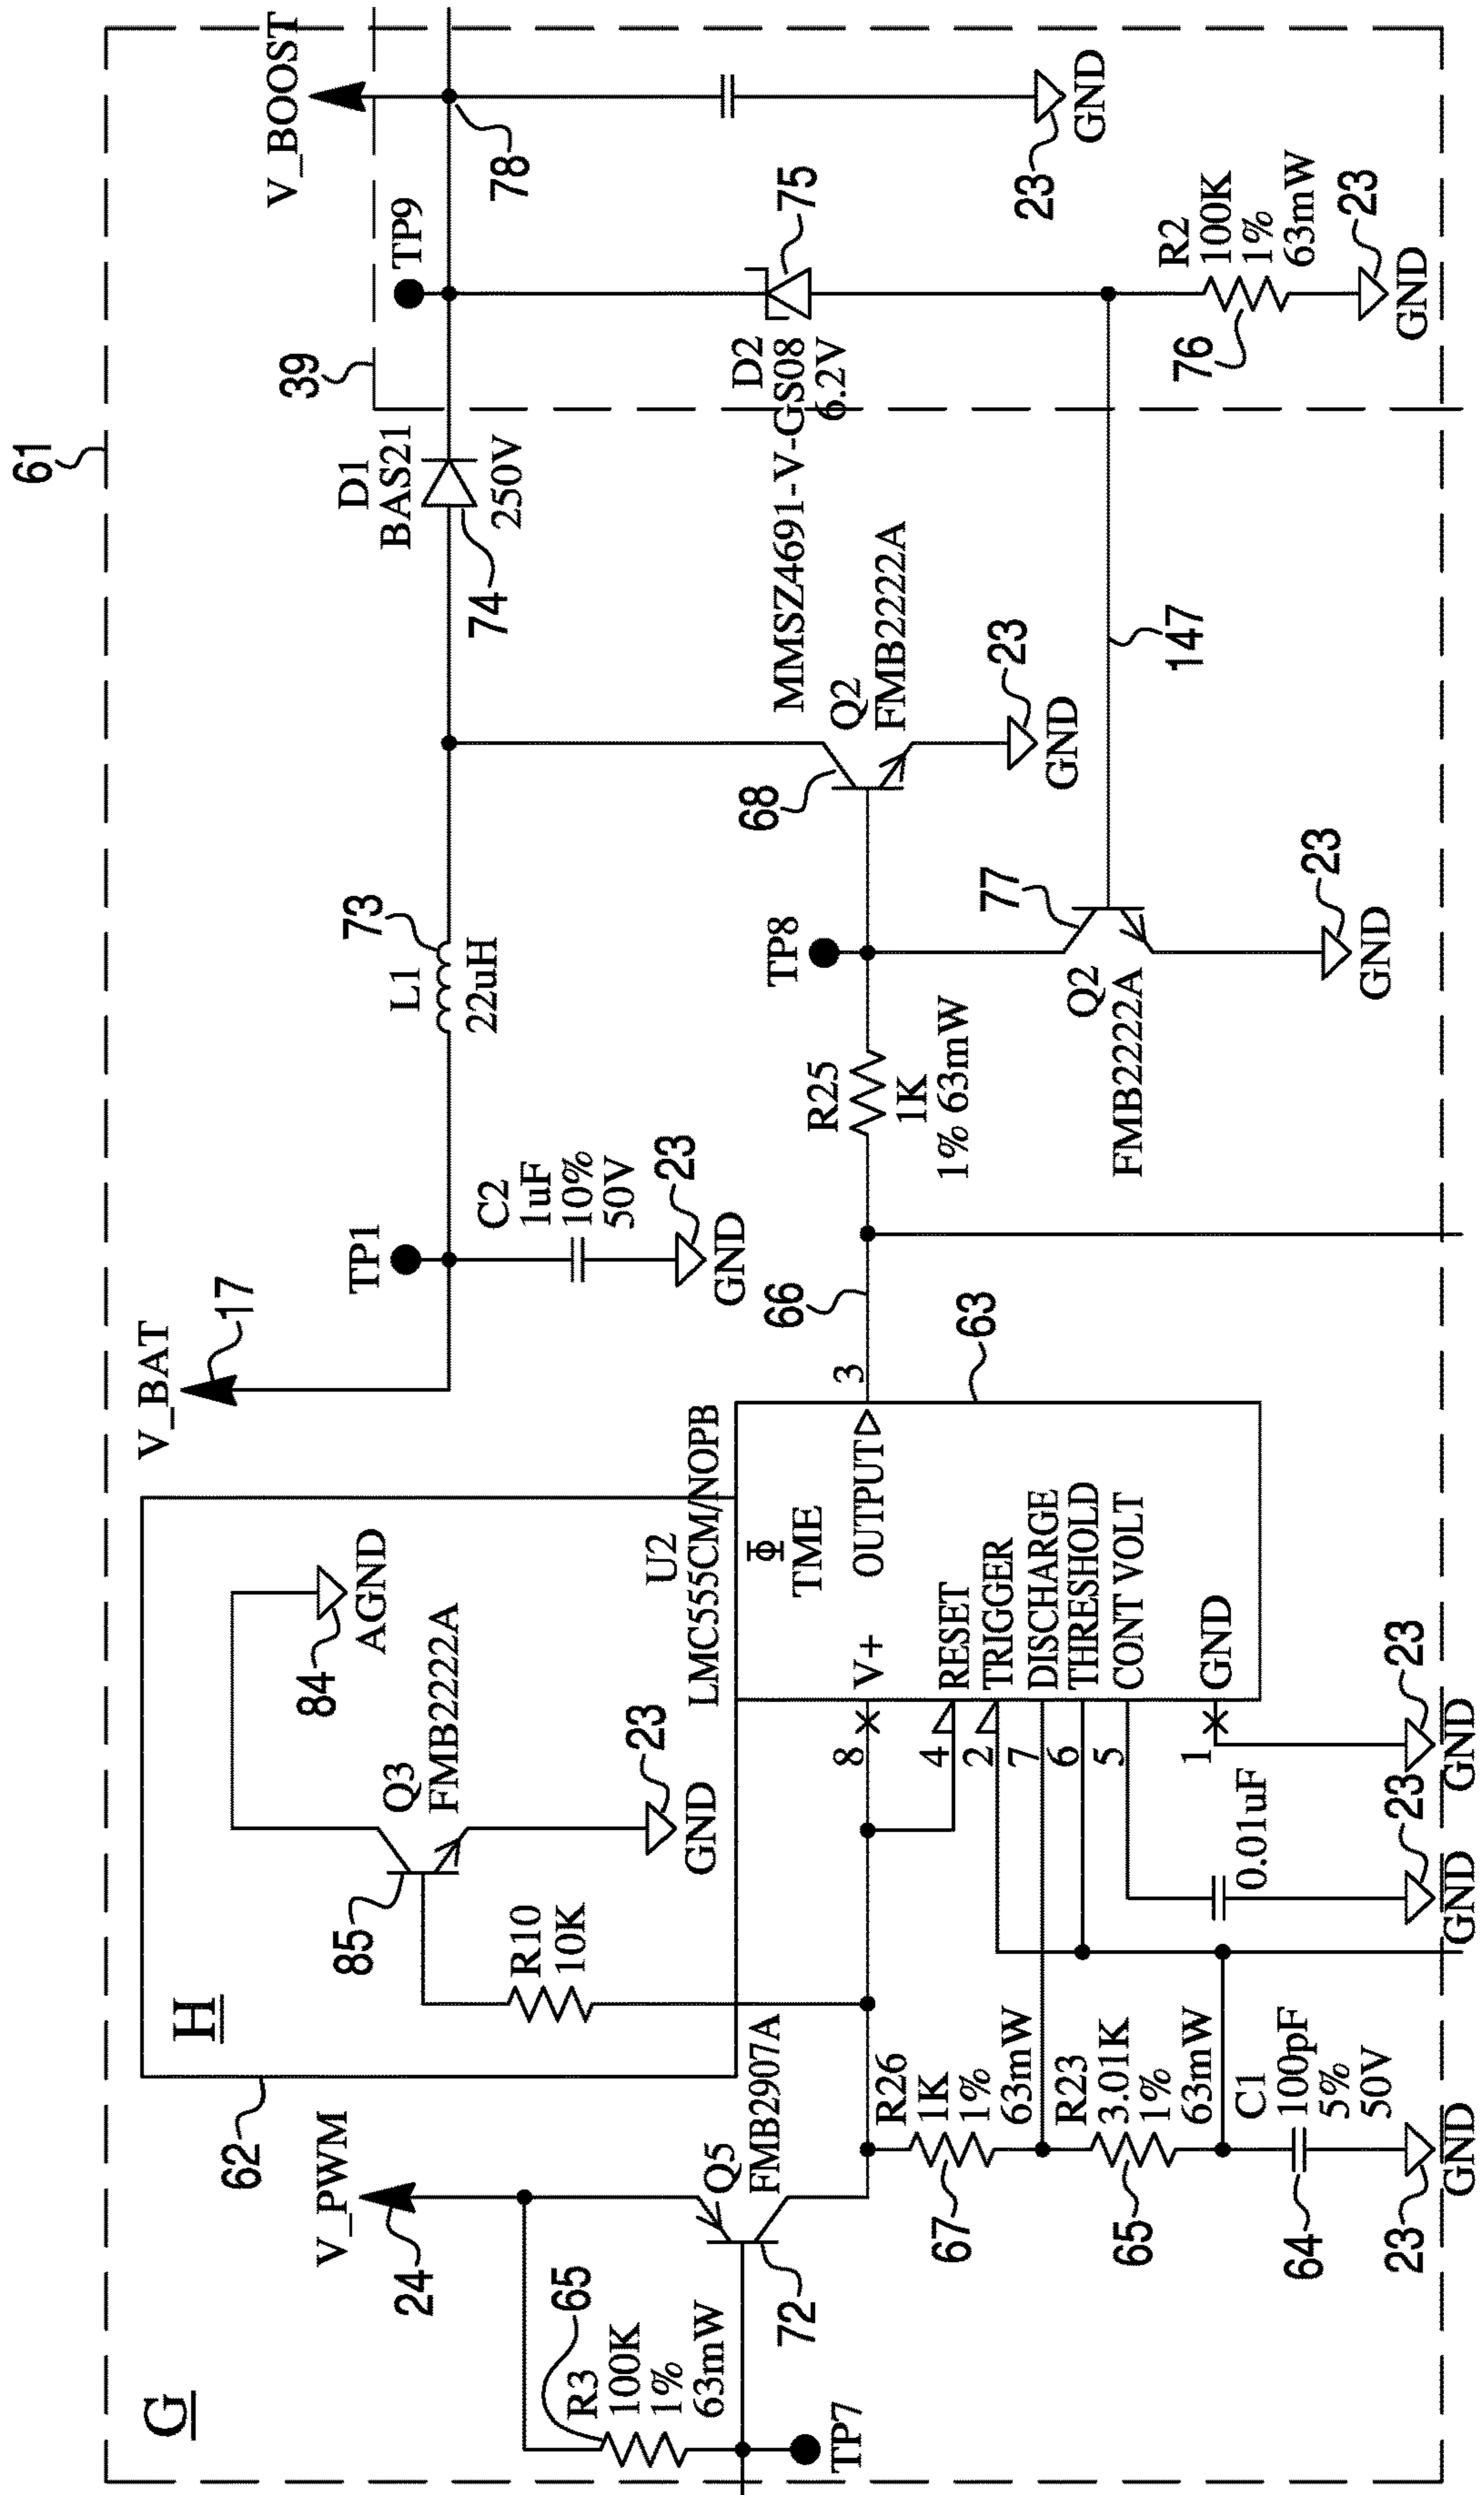 G
61
39
V_BOOST
78
TP9
D1
BAS21
250V
74
75
D2
MMSZ4691-V-GS08
6.2V
23
GND
R2
100K
1%
63mW
76
23
GND
147
V_BAT
17
TP1
C2
1uF
10%
50V
23
GND
73
L1
22uH
68
Q2
FMB2222A
23
GND
TP8
R25
1K
1% 63mW
77
Q2
FMB2222A
23
GND
66
H
62
84
AGND
Q3
FMB2222A
85
23
GND
R10
10K
U2
LMC555CM/NOPB
Φ
TME
63
3
OUTPUT
V+
RESET
TRIGGER
DISCHARGE
THRESHOLD
CONT VOLT
GND
8
4
2
7
6
5
1
0.01uF
23
GND
23
GND
V_PWM
24
Q5
FMB2907A
72
65
R3
100K
1%
63mW
TP7
R26
1K
1%
63mW
67
R23
3.01K
1%
63mW
65
C1
100pF
5%
50V
64
23
GND